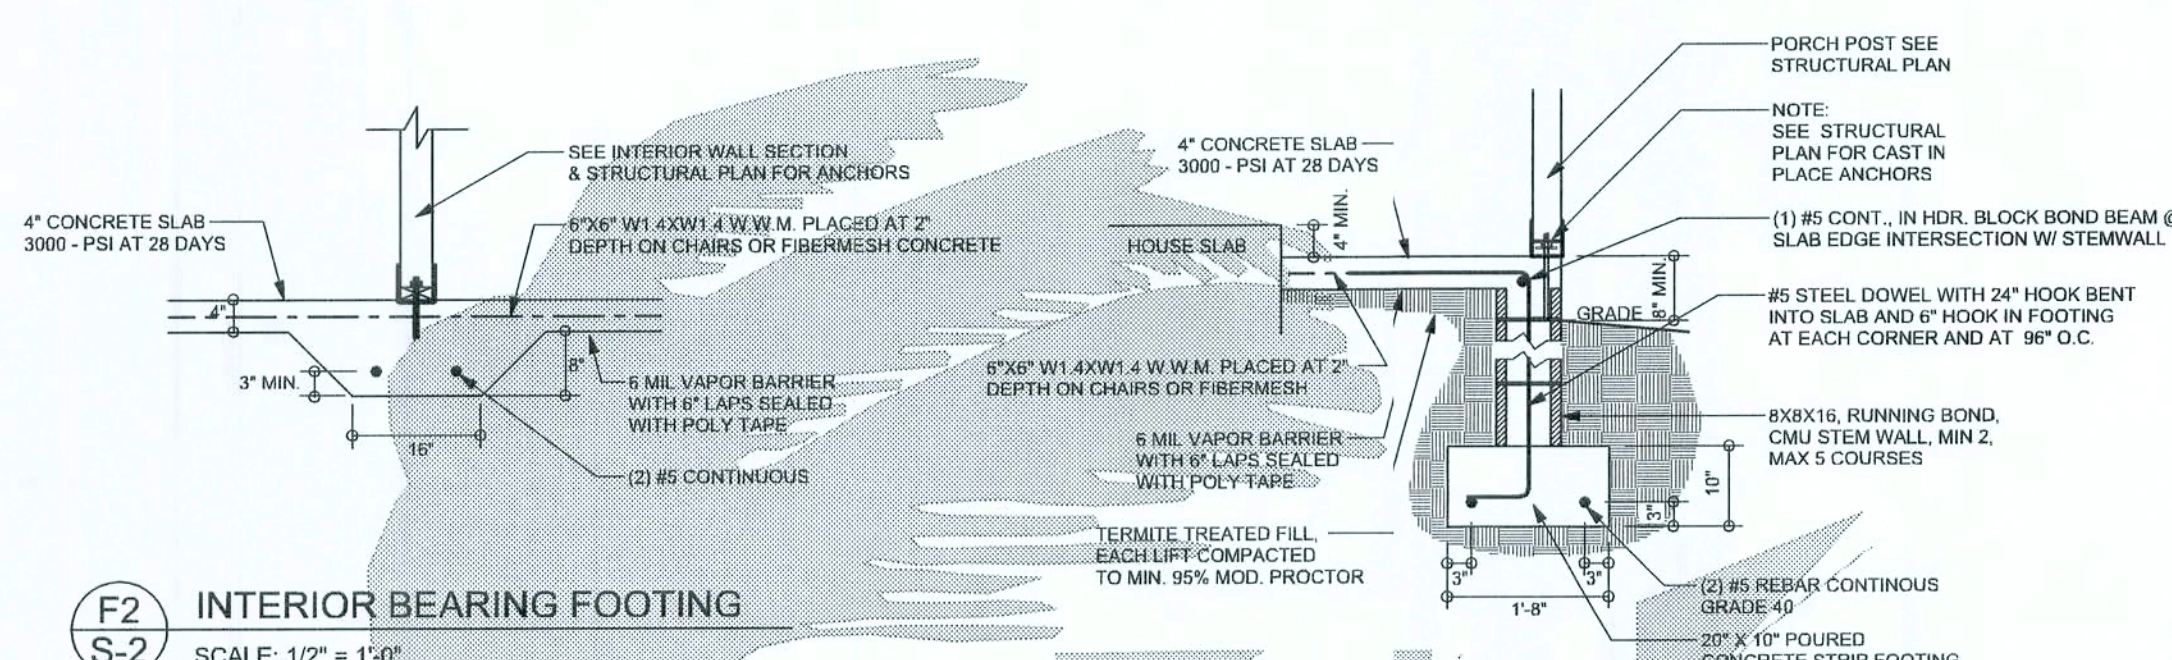 SEE INTERIOR WALL SECTION
& STRUCTURAL PLAN FOR ANCHORS
4" CONCRETE SLAB
3000 - PSI AT 28 DAYS
6"X6" W1.4XW1.4 W.W.M. PLACED AT 2"
DEPTH ON CHAIRS OR FIBERMESH CONCRETE
4"
8"
3" MIN.
16"
6 MIL VAPOR BARRIER
WITH 6" LAPS SEALED
WITH POLY TAPE
(2) #5 CONTINUOUS
F2
S-2
INTERIOR BEARING FOOTING
SCALE: 1/2" = 1'-0"
PORCH POST SEE
STRUCTURAL PLAN
NOTE:
SEE STRUCTURAL
PLAN FOR CAST IN
PLACE ANCHORS
4" CONCRETE SLAB
3000 - PSI AT 28 DAYS
4" MIN.
HOUSE SLAB
(1) #5 CONT., IN HDR. BLOCK BOND BEAM @
SLAB EDGE INTERSECTION W/ STEMWALL
8" MIN.
GRADE
#5 STEEL DOWEL WITH 24" HOOK BENT
INTO SLAB AND 6" HOOK IN FOOTING
AT EACH CORNER AND AT 96" O.C.
6"X6" W1.4XW1.4 W.W.M. PLACED AT 2"
DEPTH ON CHAIRS OR FIBERMESH
6 MIL VAPOR BARRIER
WITH 6" LAPS SEALED
WITH POLY TAPE
8X8X16, RUNNING BOND,
CMU STEM WALL, MIN 2,
MAX 5 COURSES
10"
3"
TERMITE TREATED FILL,
EACH LIFT COMPACTED
TO MIN. 95% MOD. PROCTOR
3"
3"
1'-8"
(2) #5 REBAR CONTINOUS
GRADE 40
20" X 10" POURED
CONCRETE STRIP FOOTING